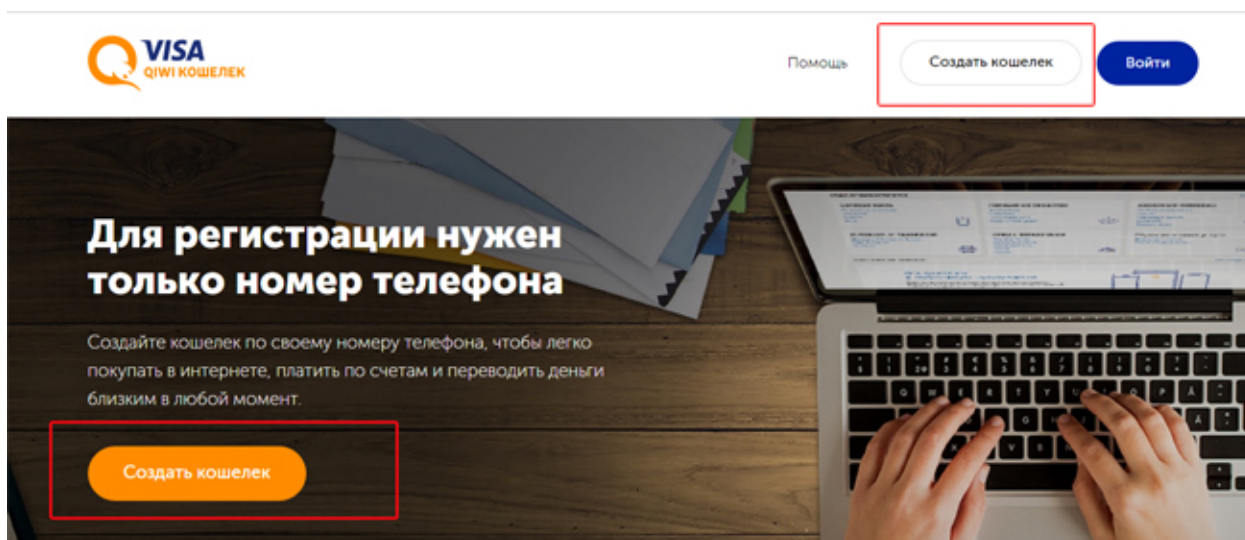 VISA
QIWI КОШЕЛЕК
Помощь
Создать кошелек
Войти
Для регистрации нужен
только номер телефона
Создайте кошелек по своему номеру телефона, чтобы легко
покупать в интернете, платить по счетам и переводить деньги
близким в любой момент.
Создать кошелек